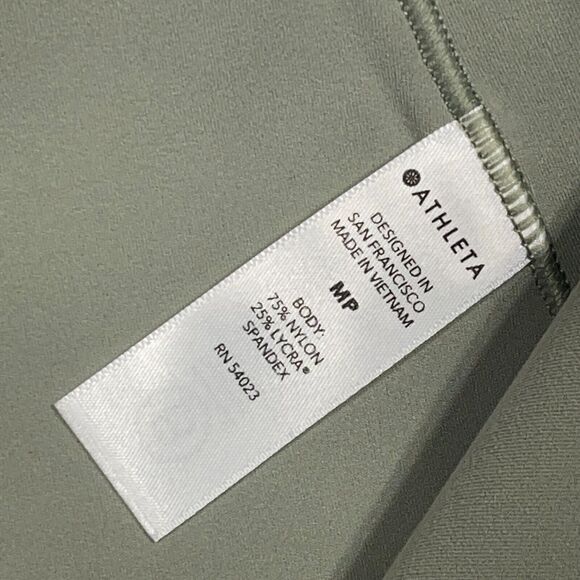 ATHLETA
DESIGNED IN
SAN FRANCISCO
MADE IN VIETNAM
MP
BODY:
75% NYLON
25% LYCRA®
SPANDEX
RN 54023